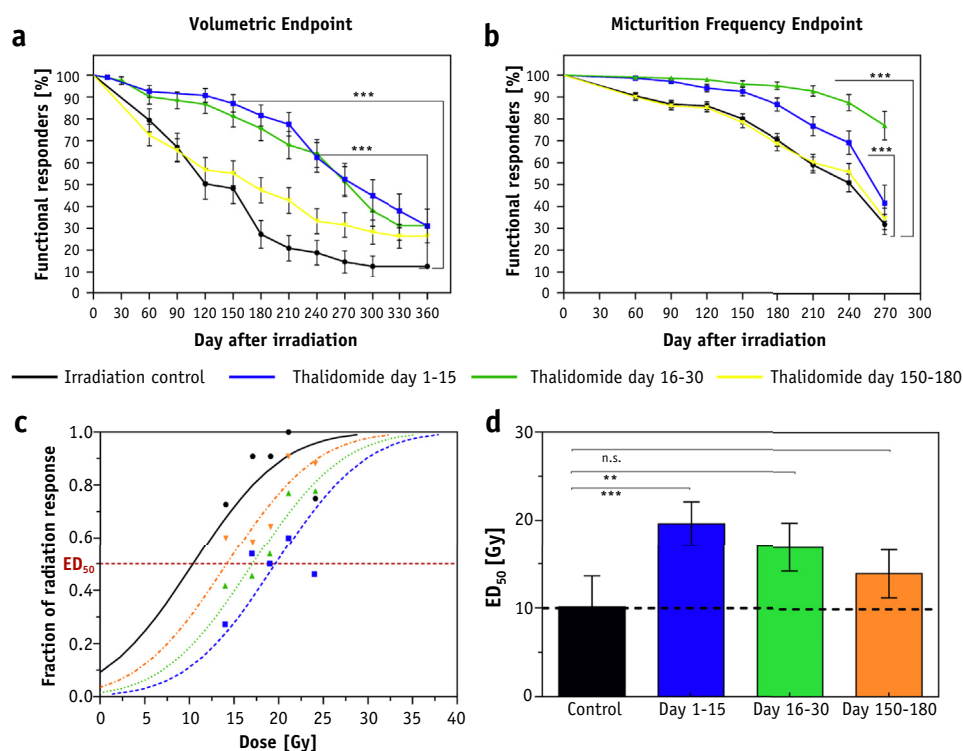 Volumetric Endpoint
Micturition Frequency Endpoint
a
Functional responders [%]
100
90
80
70
60
50
40
30
20
10
0
***
***
0 30 60 90 120 150 180 210 240 270 300 330 360
Day after irradiation
b
Functional responders [%]
100
90
80
70
60
50
40
30
20
10
0
***
***
0 30 60 90 120 150 180 210 240 270 300
Day after irradiation
Irradiation control Thalidomide day 1-15 Thalidomide day 16-30 Thalidomide day 150-180
c
Fraction of radiation response
1.0
0.8
0.6
ED50
0.4
0.2
0.0
0 5 10 15 20 25 30 35 40
Dose [Gy]
d
ED50 [Gy]
30
20
10
0
n.s.
**
***
Control Day 1-15 Day 16-30 Day 150-180